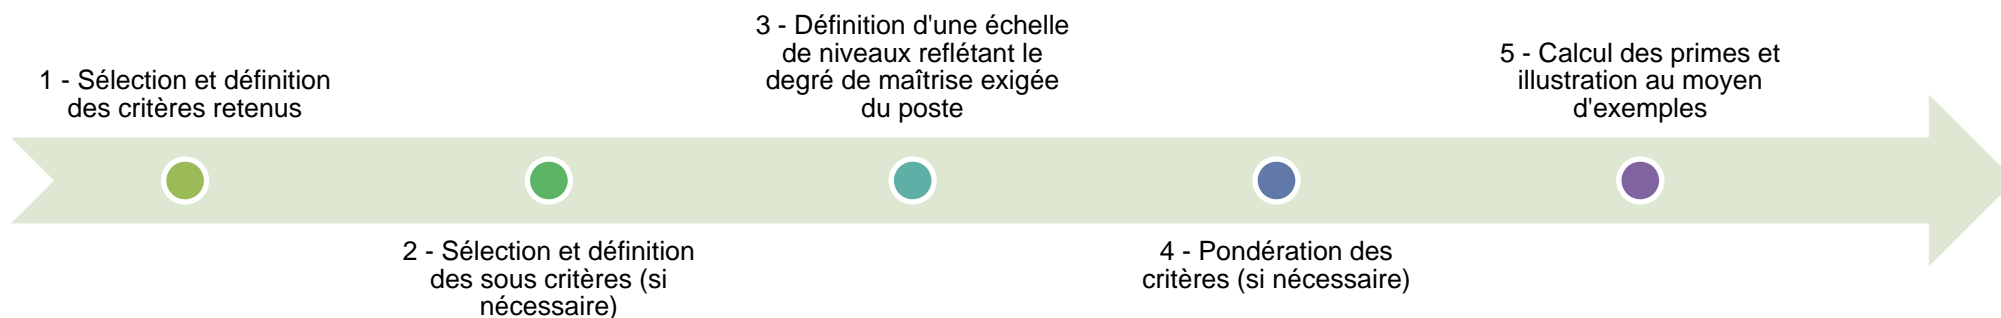 1 - Sélection et définition
des critères retenus
2 - Sélection et définition
des sous critères (si
nécessaire)
3 - Définition d'une échelle
de niveaux reflétant le
degré de maîtrise exigée
du poste
4 - Pondération des
critères (si nécessaire)
5 - Calcul des primes et
illustration au moyen
d'exemples